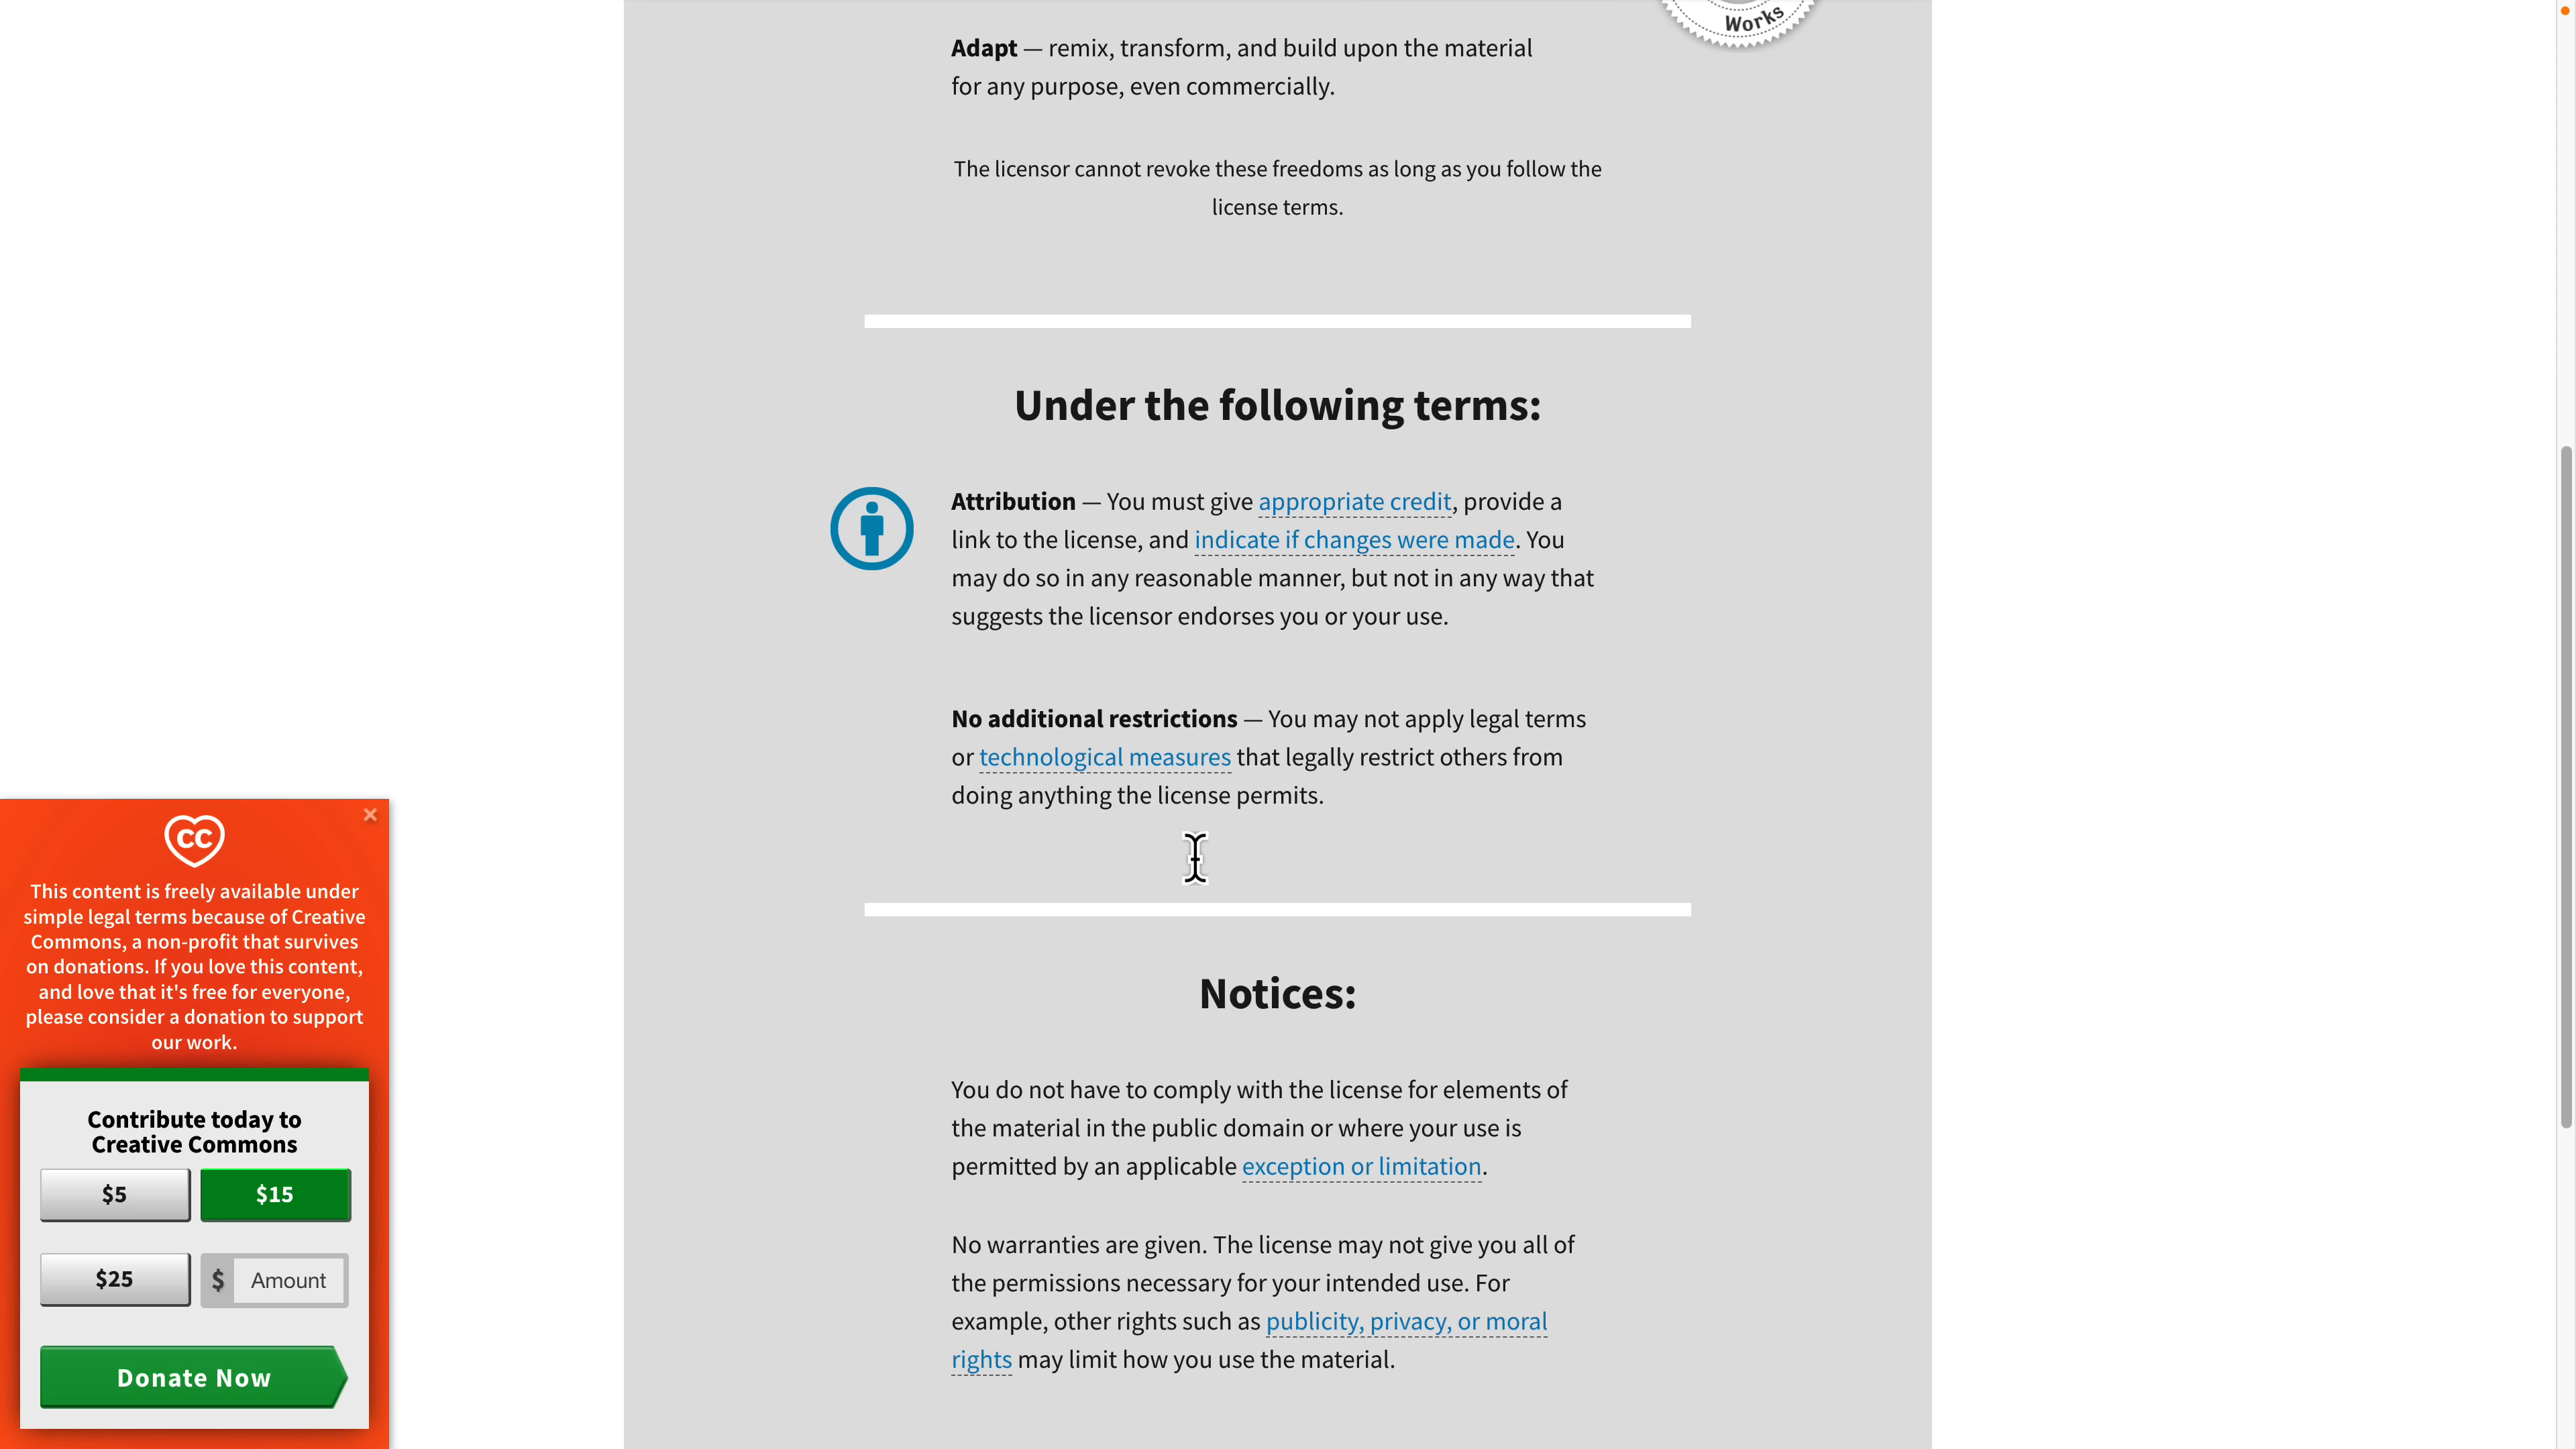 Works
Adapt — remix, transform, and build upon the material
for any purpose, even commercially.
The licensor cannot revoke these freedoms as long as you follow the
license terms.
Under the following terms:
Attribution — You must give appropriate credit, provide a
link to the license, and indicate if changes were made. You
may do so in any reasonable manner, but not in any way that
suggests the licensor endorses you or your use.
No additional restrictions — You may not apply legal terms
or technological measures that legally restrict others from
doing anything the license permits.
Notices:
You do not have to comply with the license for elements of
the material in the public domain or where your use is
permitted by an applicable exception or limitation.
No warranties are given. The license may not give you all of
the permissions necessary for your intended use. For
example, other rights such as publicity, privacy, or moral
rights may limit how you use the material.
×
cc
This content is freely available under
simple legal terms because of Creative
Commons, a non-profit that survives
on donations. If you love this content,
and love that it's free for everyone,
please consider a donation to support
our work.
Contribute today to
Creative Commons
$5
$15
$25
$ Amount
Donate Now